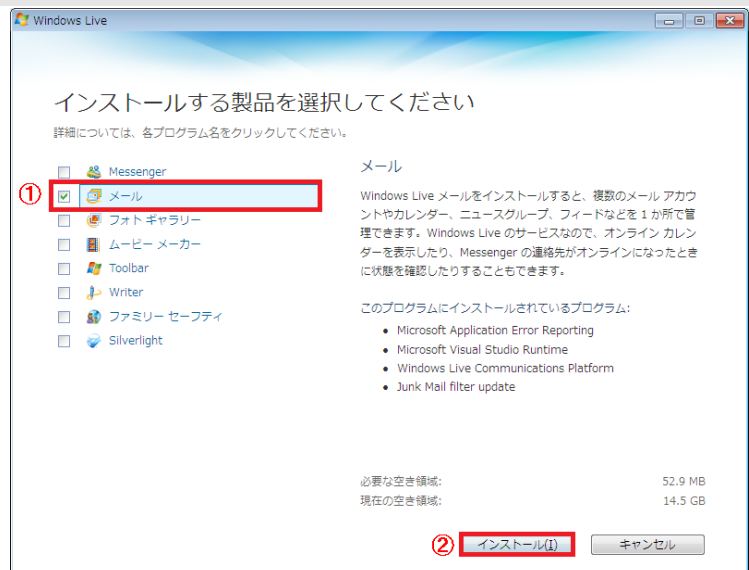 Windows Live
インストールする製品を選択してください
詳細については、各プログラム名をクリックしてください。
Messenger
① メール
フォト ギャラリー
ムービー メーカー
Toolbar
Writer
ファミリー セーフティ
Silverlight
メール
Windows Live メールをインストールすると、複数のメール アカウ
ントやカレンダー、ニュースグループ、フィードなどを 1 か所で管
理できます。Windows Live のサービスなので、オンライン カレン
ダーを表示したり、Messenger の連絡先がオンラインになったとき
に状態を確認したりすることもできます。
このプログラムにインストールされているプログラム:
• Microsoft Application Error Reporting
• Microsoft Visual Studio Runtime
• Windows Live Communications Platform
• Junk Mail filter update
必要な空き領域: 52.9 MB
現在の空き領域: 14.5 GB
② インストール(I) キャンセル